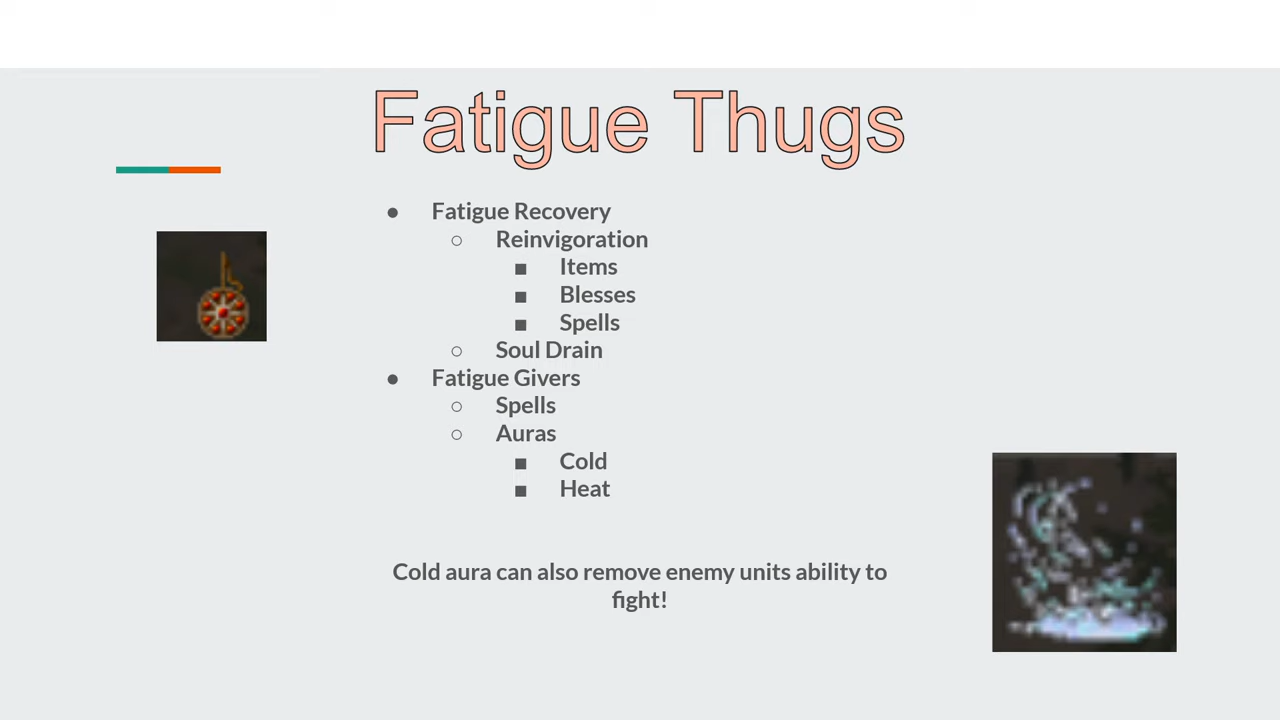 Fatigue Thugs
● Fatigue Recovery
○ Reinvigoration
■ Items
■ Blesses
■ Spells
○ Soul Drain
● Fatigue Givers
○ Spells
○ Auras
■ Cold
■ Heat
Cold aura can also remove enemy units ability to
fight!